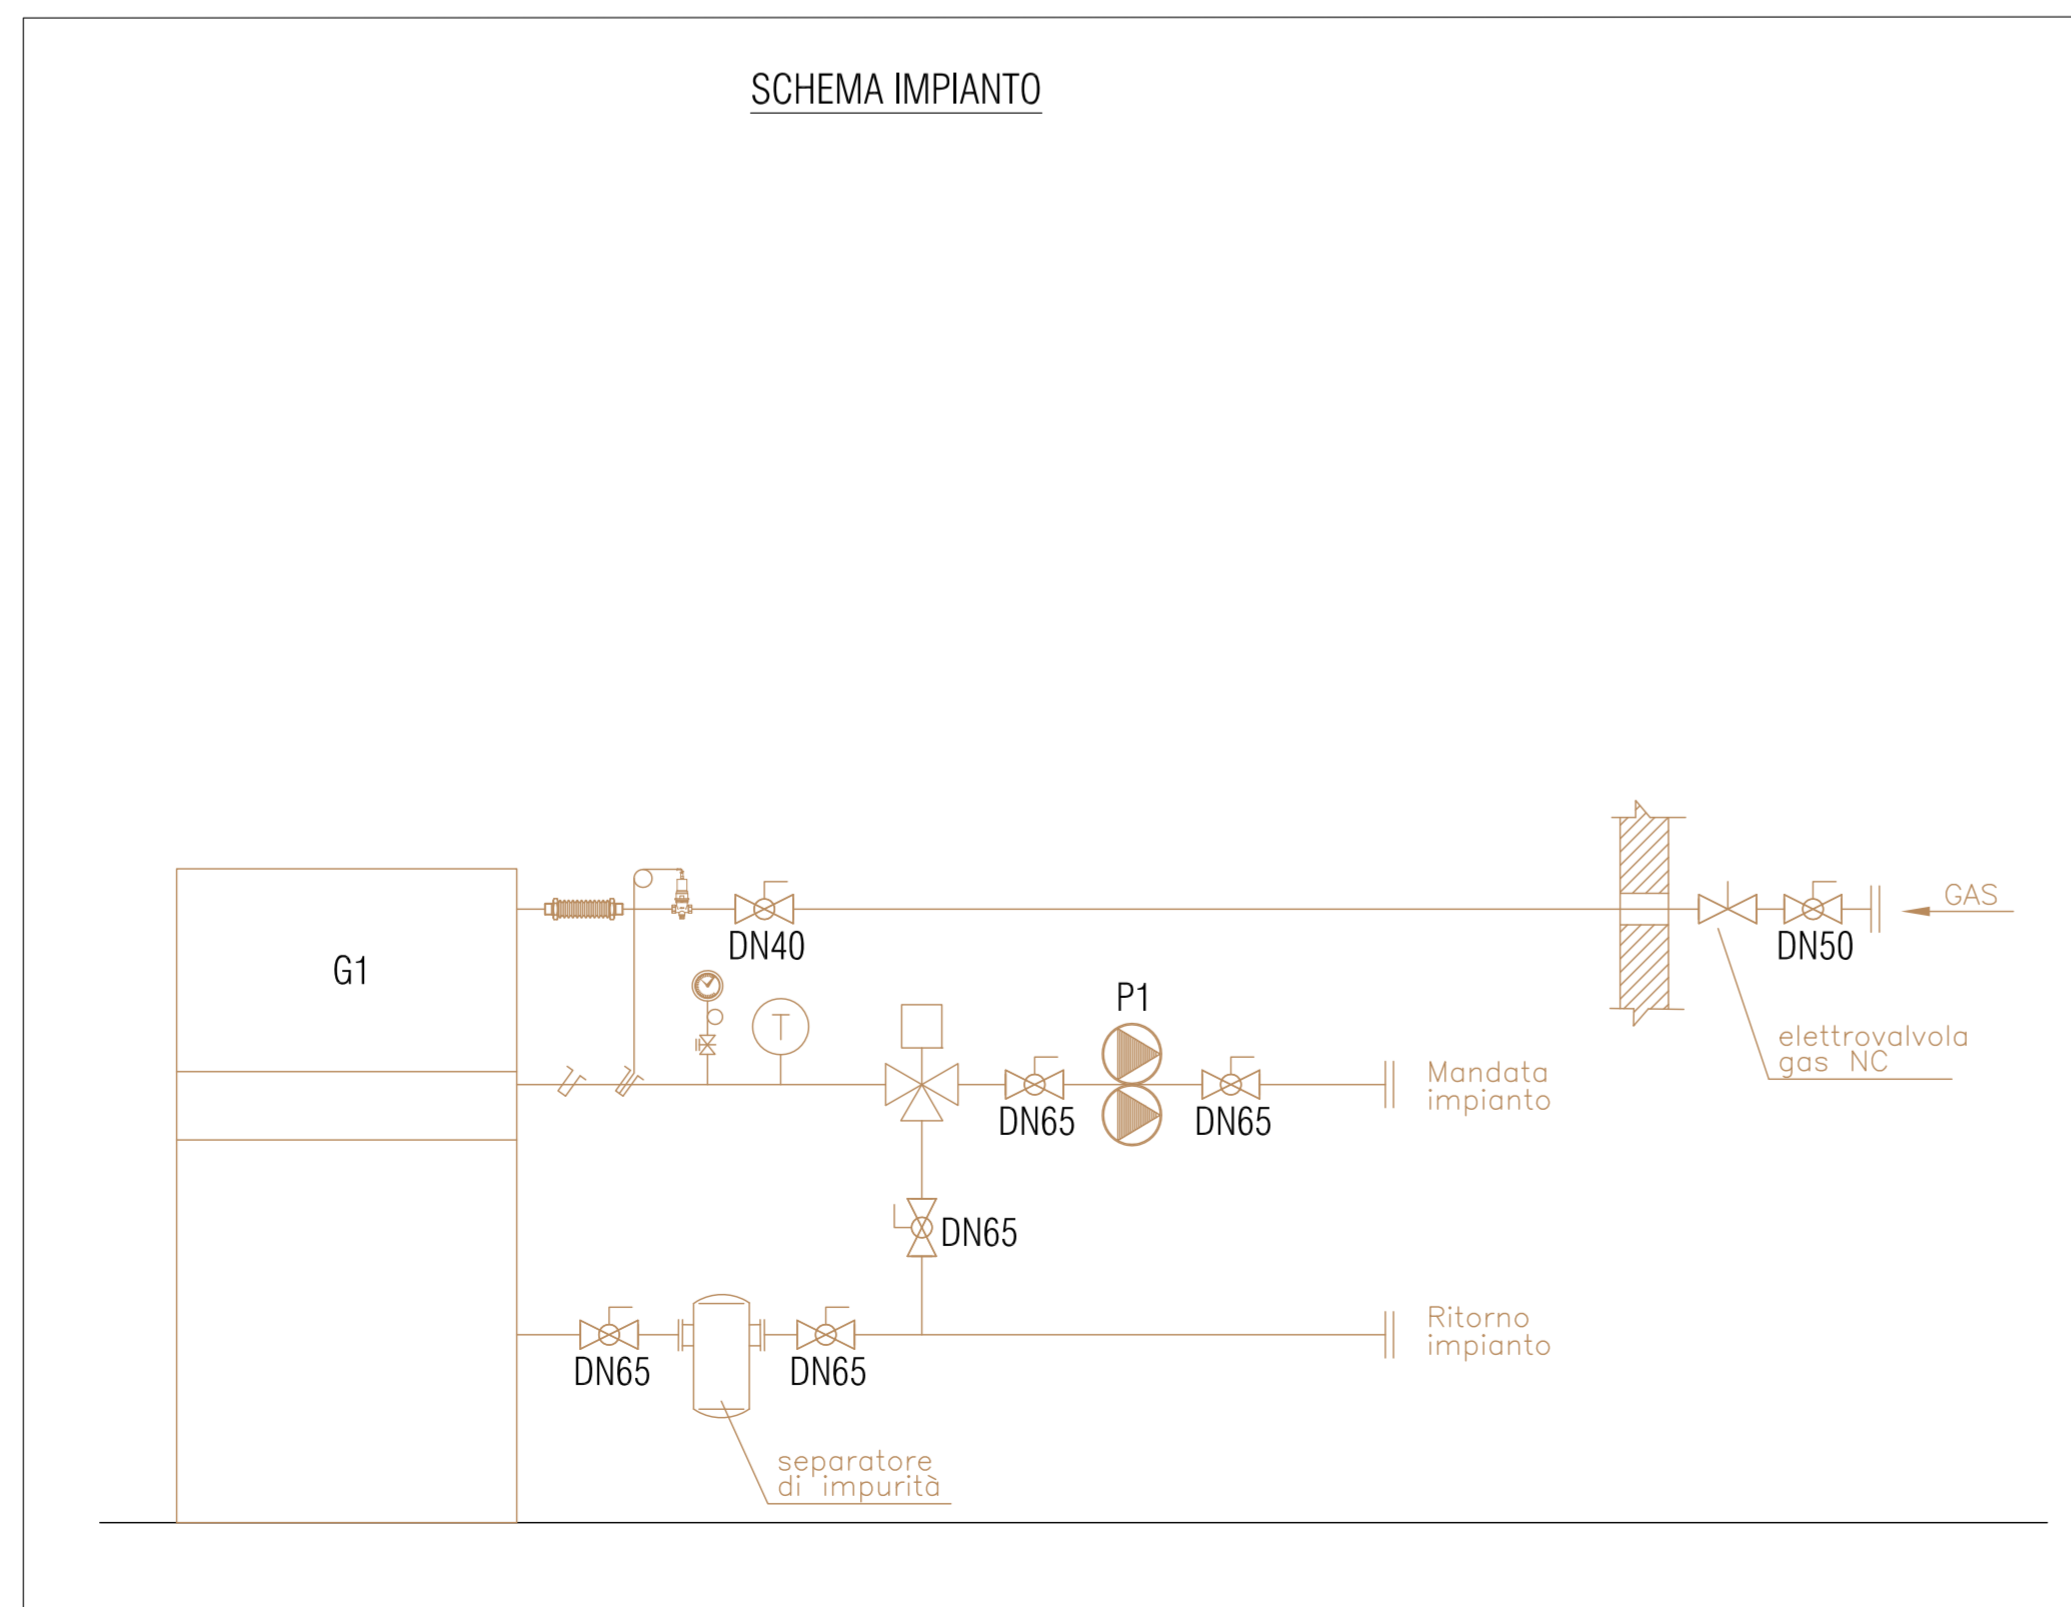 SCHEMA IMPIANTO
GAS
DN40
DN50
G1
P1
T
elettrovalvola
gas NC
Mandata
impianto
DN65
DN65
DN65
Ritorno
impianto
DN65
DN65
separatore
di impurità